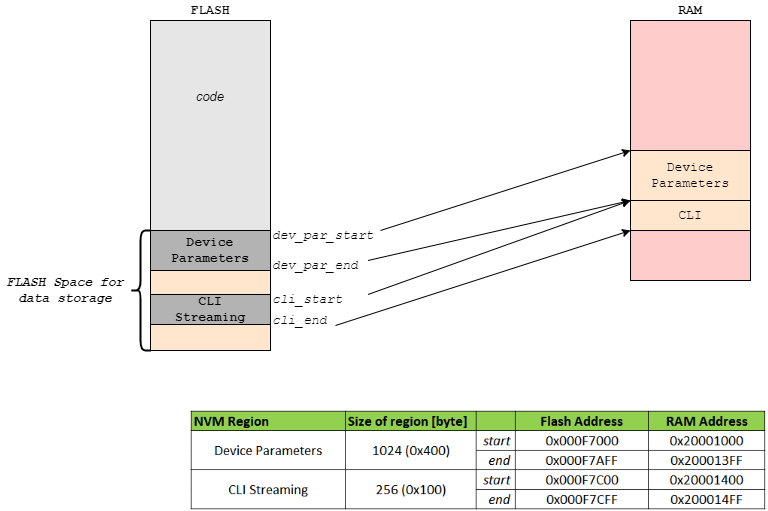 FLASH
RAM
code
Device
Parameters
CLI
dev_par_start
Device
Parameters
dev_par_end
FLASH Space for
data storage
CLI
Streaming
cli_start
cli_end
NVM Region Size of region [byte] Flash Address RAM Address
Device Parameters 1024 (0x400) start 0x000F7000 0x20001000
end 0x000F7AFF 0x200013FF
CLI Streaming 256 (0x100) start 0x000F7C00 0x20001400
end 0x000F7CFF 0x200014FF